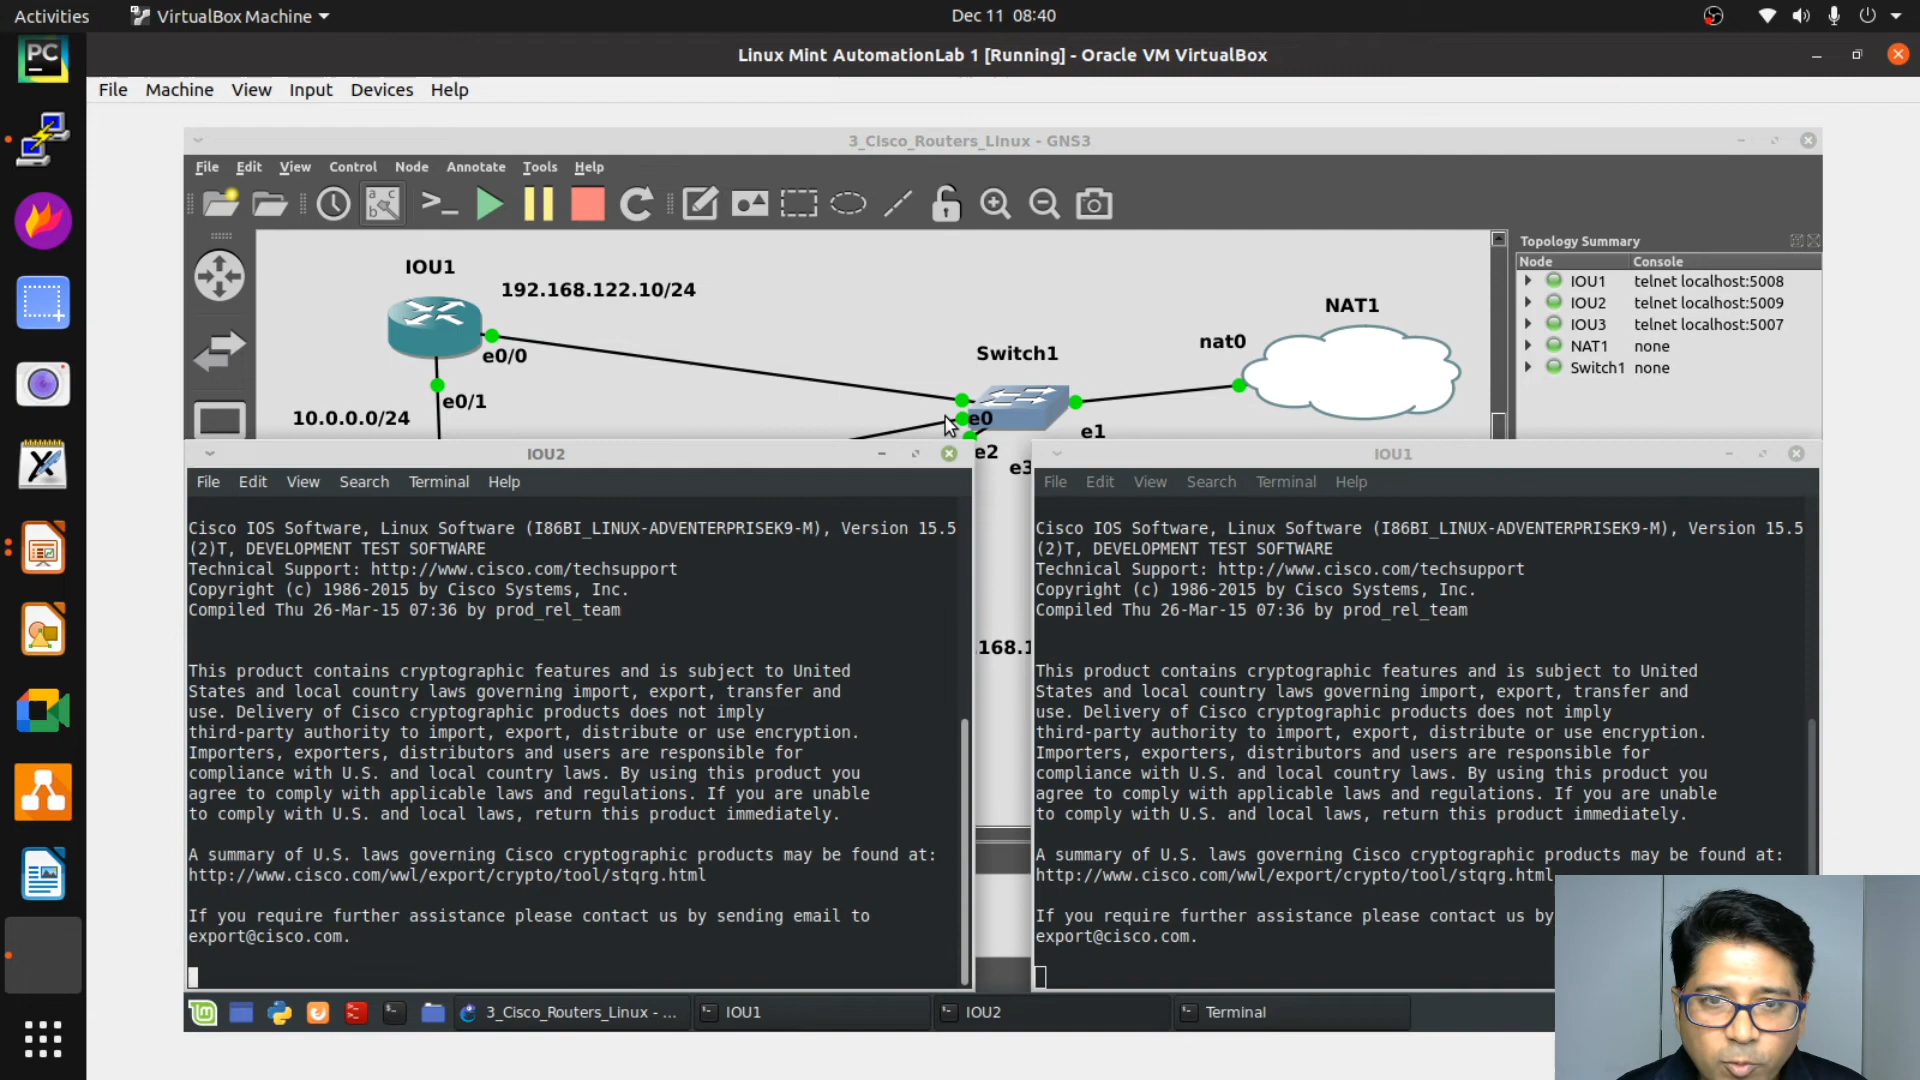 Activities
VirtualBox Machine
Dec 11 08:40
PC
Linux Mint AutomationLab 1 [Running] - Oracle VM VirtualBox
File Machine View Input Devices Help
3_Cisco_Routers_Linux - GNS3
File Edit View Control Node Annotate Tools Help
IOU1
192.168.122.10/24
e0/0
e0/1
10.0.0.0/24
Switch1
e0
e1
e2
e3
nat0
NAT1
168.1
Topology Summary
Node Console
IOU1 telnet localhost:5008
IOU2 telnet localhost:5009
IOU3 telnet localhost:5007
NAT1 none
Switch1 none
IOU2
File Edit View Search Terminal Help
Cisco IOS Software, Linux Software (I86BI_LINUX-ADVENTERPRISEK9-M), Version 15.5
(2)T, DEVELOPMENT TEST SOFTWARE
Technical Support: http://www.cisco.com/techsupport
Copyright (c) 1986-2015 by Cisco Systems, Inc.
Compiled Thu 26-Mar-15 07:36 by prod_rel_team
This product contains cryptographic features and is subject to United
States and local country laws governing import, export, transfer and
use. Delivery of Cisco cryptographic products does not imply
third-party authority to import, export, distribute or use encryption.
Importers, exporters, distributors and users are responsible for
compliance with U.S. and local country laws. By using this product you
agree to comply with applicable laws and regulations. If you are unable
to comply with U.S. and local laws, return this product immediately.
A summary of U.S. laws governing Cisco cryptographic products may be found at:
http://www.cisco.com/wwl/export/crypto/tool/stqrg.html
If you require further assistance please contact us by sending email to
export@cisco.com.
IOU1
File Edit View Search Terminal Help
Cisco IOS Software, Linux Software (I86BI_LINUX-ADVENTERPRISEK9-M), Version 15.5
(2)T, DEVELOPMENT TEST SOFTWARE
Technical Support: http://www.cisco.com/techsupport
Copyright (c) 1986-2015 by Cisco Systems, Inc.
Compiled Thu 26-Mar-15 07:36 by prod_rel_team
This product contains cryptographic features and is subject to United
States and local country laws governing import, export, transfer and
use. Delivery of Cisco cryptographic products does not imply
third-party authority to import, export, distribute or use encryption.
Importers, exporters, distributors and users are responsible for
compliance with U.S. and local country laws. By using this product you
agree to comply with applicable laws and regulations. If you are unable
to comply with U.S. and local laws, return this product immediately.
A summary of U.S. laws governing Cisco cryptographic products may be found at:
http://www.cisco.com/wwl/export/crypto/tool/stqrg.html
If you require further assistance please contact us by
export@cisco.com.
3_Cisco_Routers_Linux - ...
IOU1
IOU2
Terminal